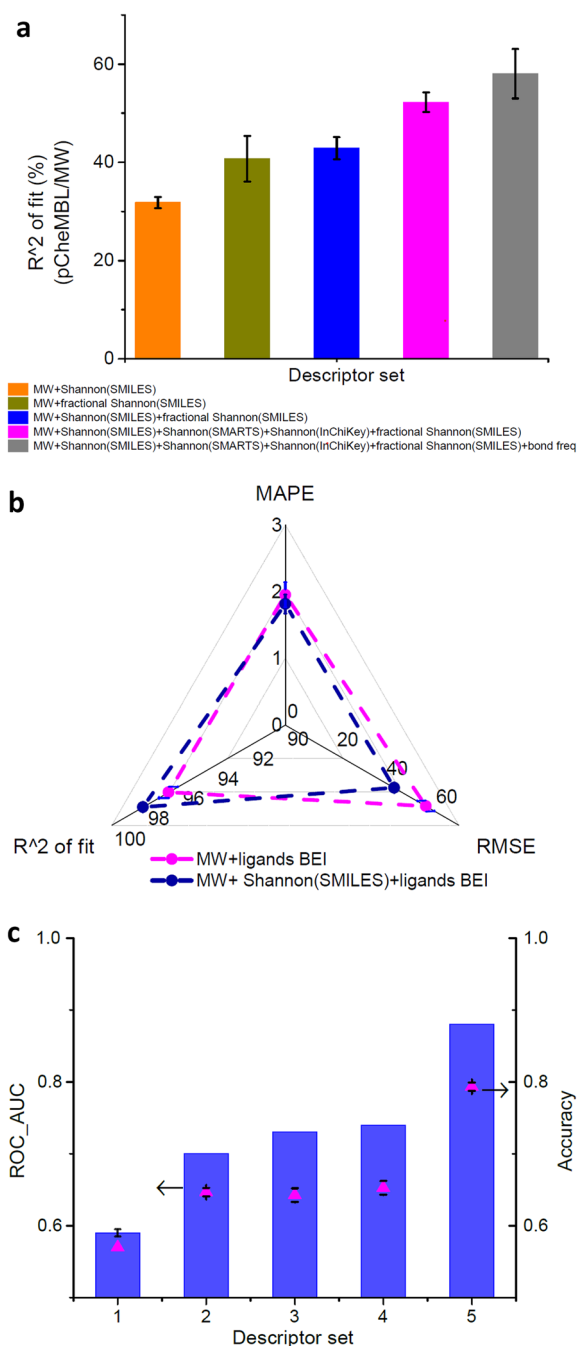 a
60
40
20
0
R^2 of fit (%)
(pCheMBL/MW)
Descriptor set
MW+Shannon(SMILES)
MW+fractional Shannon(SMILES)
MW+Shannon(SMILES)+fractional Shannon(SMILES)
MW+Shannon(SMILES)+Shannon(SMARTS)+Shannon(InChiKey)+fractional Shannon(SMILES)
MW+Shannon(SMILES)+Shannon(SMARTS)+Shannon(InChiKey)+fractional Shannon(SMILES)+bond freq
b
MAPE
3
2
1
0
0
90
20
92
40
94
60
96
98
100
R^2 of fit
RMSE
MW+ligands BEI
MW+ Shannon(SMILES)+ligands BEI
c
1.0
0.8
0.6
ROC_AUC
1.0
0.8
0.6
Accuracy
1 2 3 4 5
Descriptor set